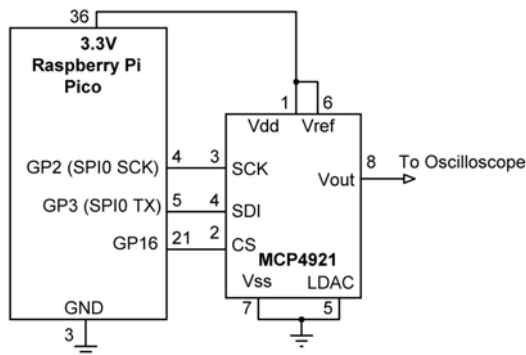 36
3.3V
Raspberry Pi
Pico
1
6
Vdd
Vref
8
To Oscilloscope
GP2 (SPI0 SCK)
4
3
SCK
Vout
GP3 (SPI0 TX)
5
4
SDI
GP16
21
2
CS
MCP4921
Vss
LDAC
GND
7
5
3